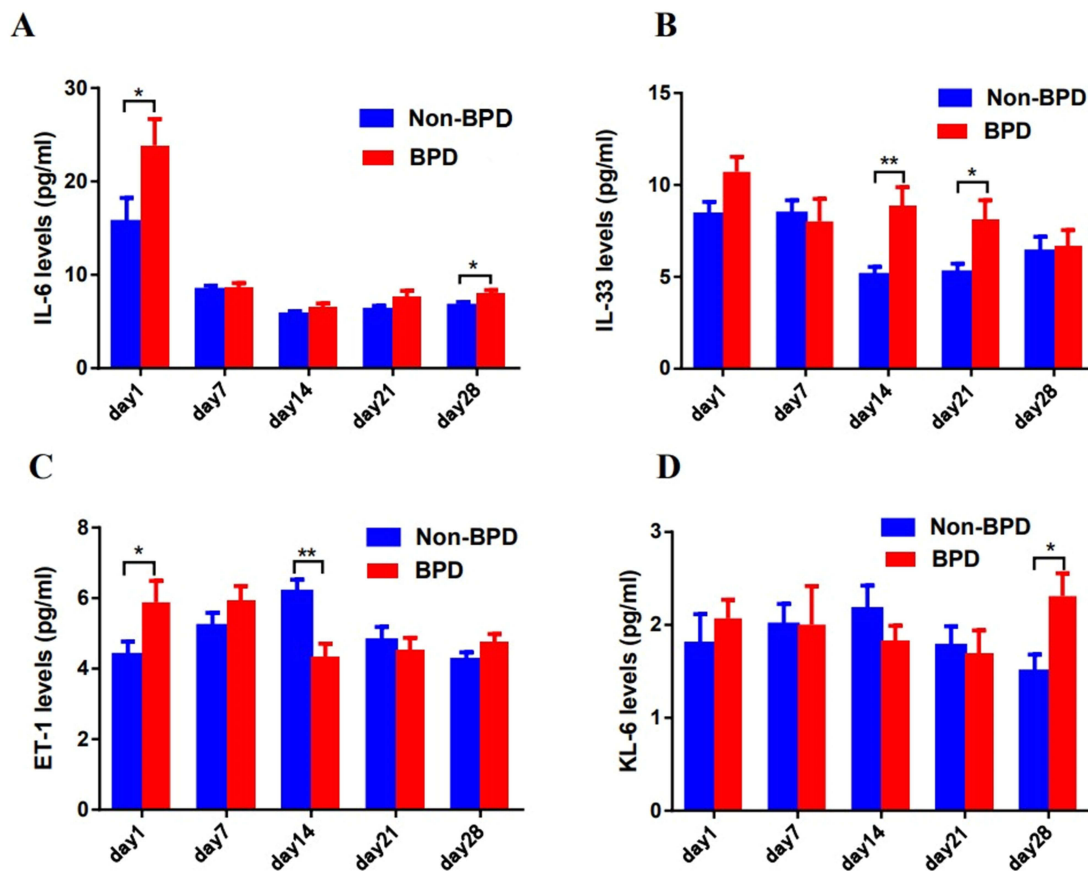 A
IL-6 levels (pg/ml)
30
20
10
0
*
*
Non-BPD
BPD
day1
day7
day14
day21
day28
B
IL-33 levels (pg/ml)
15
10
5
0
**
*
Non-BPD
BPD
day1
day7
day14
day21
day28
C
ET-1 levels (pg/ml)
8
6
4
2
0
*
**
Non-BPD
BPD
day1
day7
day14
day21
day28
D
KL-6 levels (pg/ml)
3
2
1
0
*
Non-BPD
BPD
day1
day7
day14
day21
day28